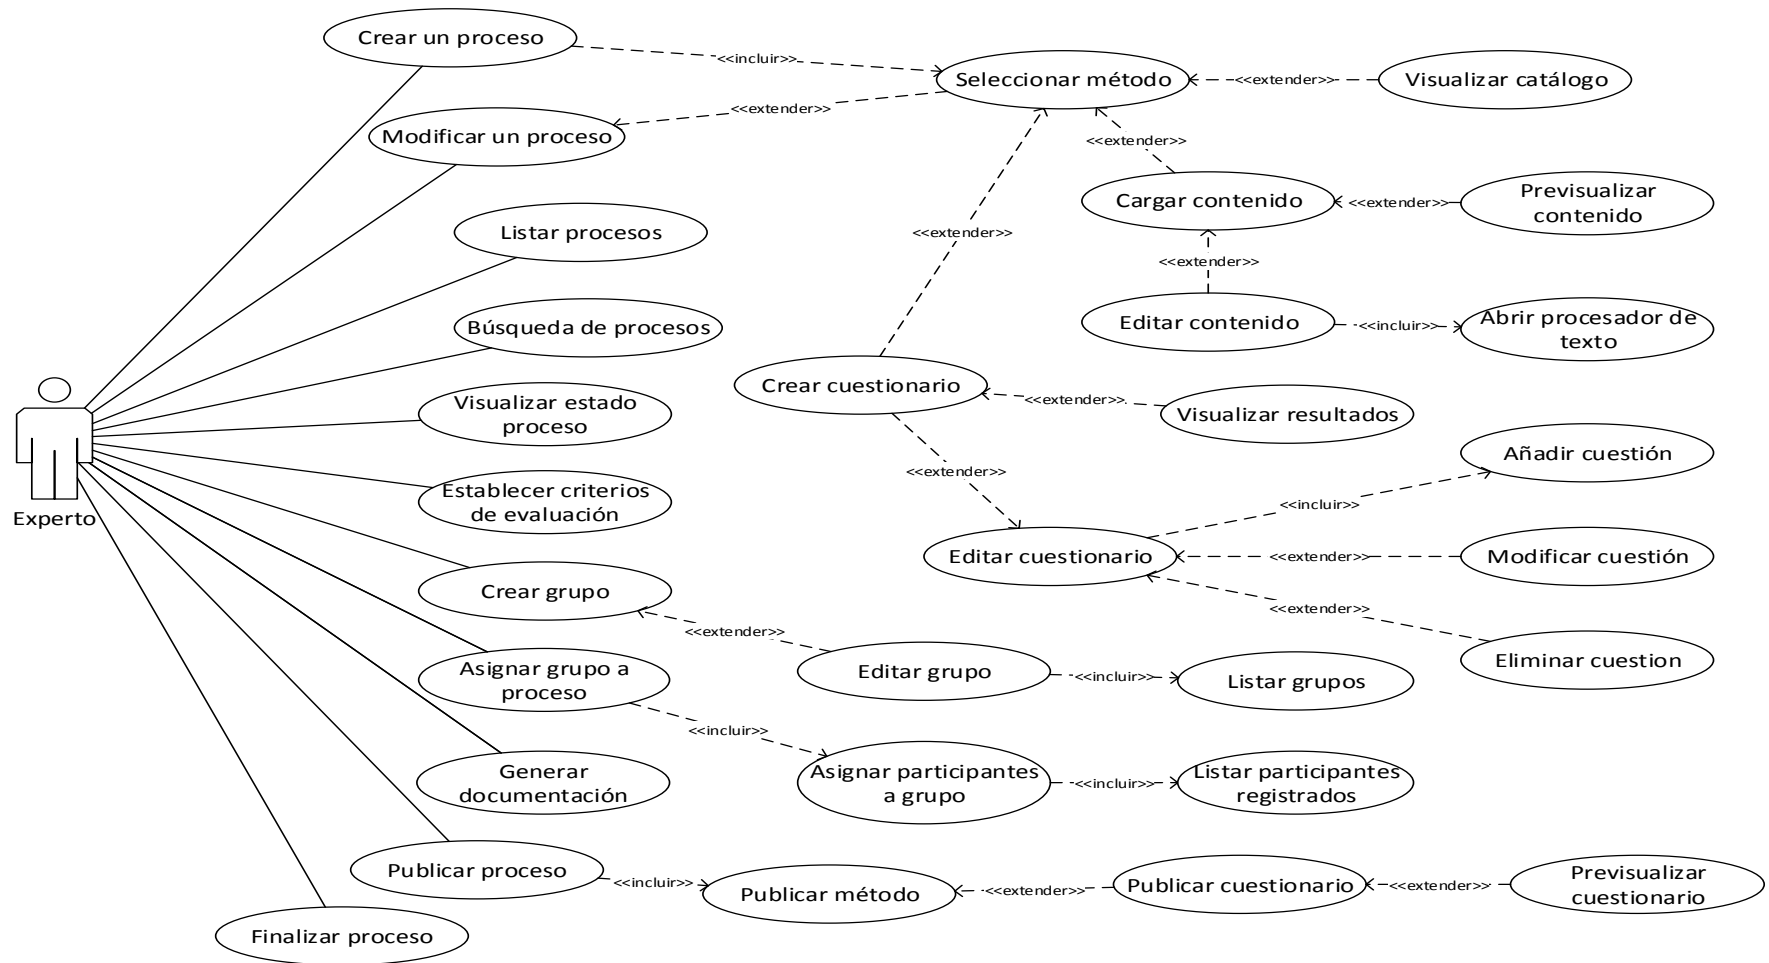 Crear un proceso
<<incluir>>
Seleccionar método
<<extender>>
Visualizar catálogo
<<extender>>
Modificar un proceso
<<extender>>
Cargar contenido
<<extender>>
Previsualizar
contenido
Listar procesos
<<extender>>
<<extender>>
Búsqueda de procesos
Editar contenido
<<incluir>>
Abrir procesador de
texto
Crear cuestionario
<<extender>>
Visualizar resultados
Visualizar estado
proceso
Experto
<<extender>>
Añadir cuestión
<<incluir>>
Establecer criterios
de evaluación
Editar cuestionario
<<extender>>
Modificar cuestión
<<extender>>
Eliminar cuestion
Crear grupo
<<extender>>
Editar grupo
<<incluir>>
Listar grupos
Asignar grupo a
proceso
<<incluir>>
Asignar participantes
a grupo
<<incluir>>
Listar participantes
registrados
Generar
documentación
Publicar proceso
<<incluir>>
Publicar método
<<extender>>
Publicar cuestionario
<<extender>>
Previsualizar
cuestionario
Finalizar proceso